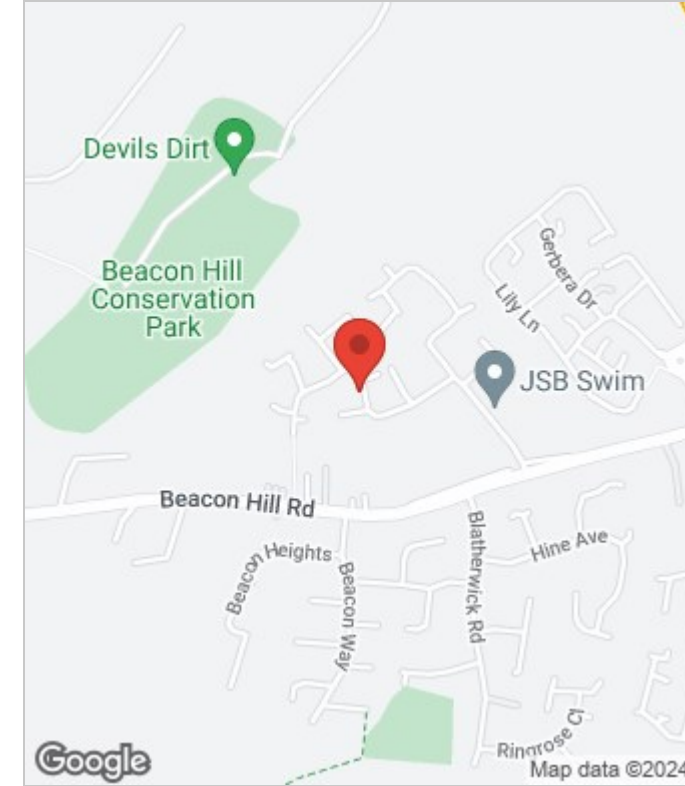 Devils Dirt
Beacon Hill
Conservation
Park
Gerbera Dr
Lily Ln
JSB Swim
Beacon Hill Rd
Hine Ave
Blatherwick Rd
Beacon Heights
Beacon Way
Ringrose Cl
Google
Map data ©2024